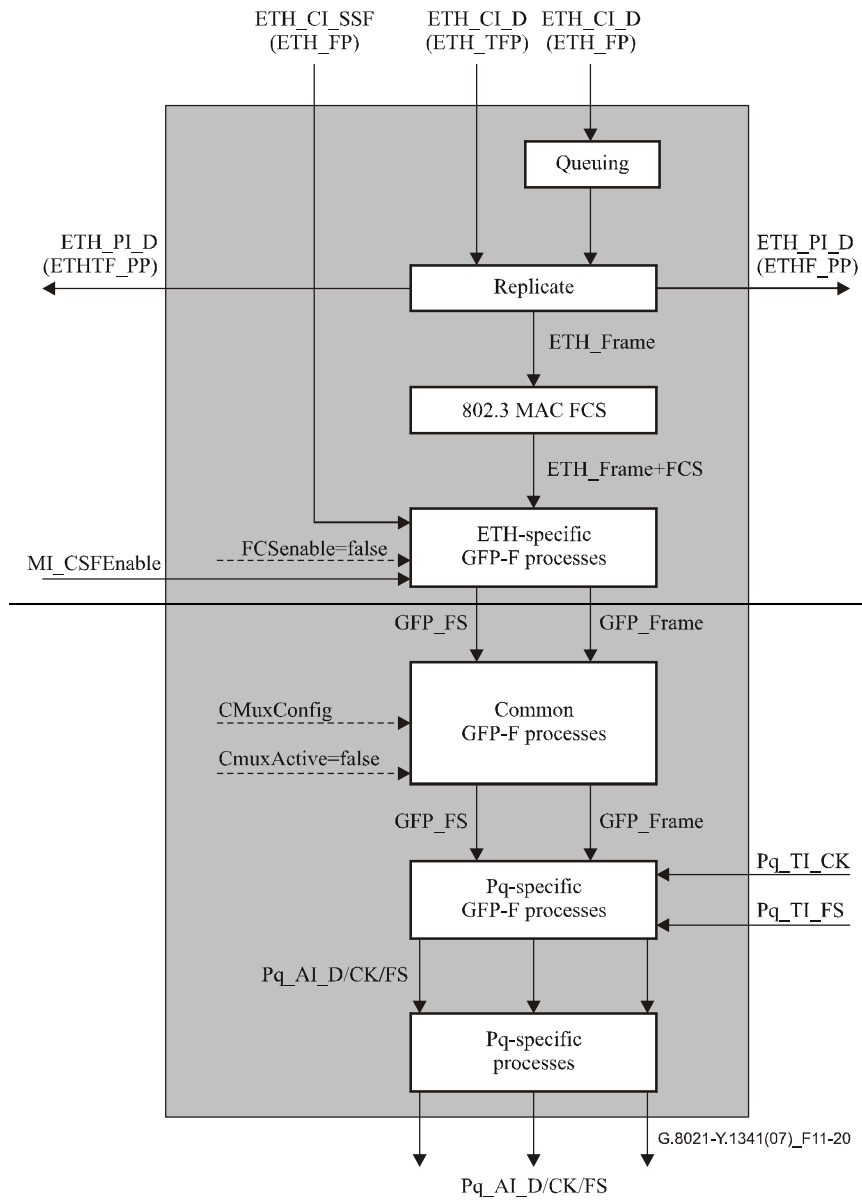 ETH_CI_SSF
(ETH_FP)
ETH_CI_D
(ETH_TFP)
ETH_CI_D
(ETH_FP)
Queuing
ETH_PI_D
(ETHTF_PP)
ETH_PI_D
(ETHF_PP)
Replicate
ETH_Frame
802.3 MAC FCS
ETH_Frame+FCS
ETH-specific
GFP-F processes
FCSenable=false
MI_CSFEnable
GFP_FS
GFP_Frame
CMuxConfig
Common
GFP-F processes
CmuxActive=false
GFP_FS
GFP_Frame
Pq_TI_CK
Pq-specific
GFP-F processes
Pq_TI_FS
Pq_AI_D/CK/FS
Pq-specific
processes
G.8021-Y.1341(07)_F11-20
Pq_AI_D/CK/FS